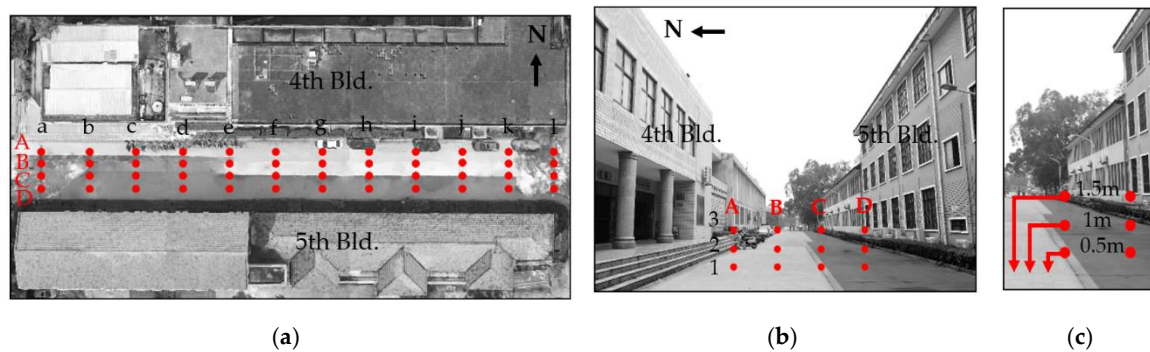 N
4th Bld.
a b c d e f g h i j k l
A
B
C
D
5th Bld.
N
4th Bld.
5th Bld.
A B C D
3
2
1
1.5m
1m
0.5m
(a) (b) (c)